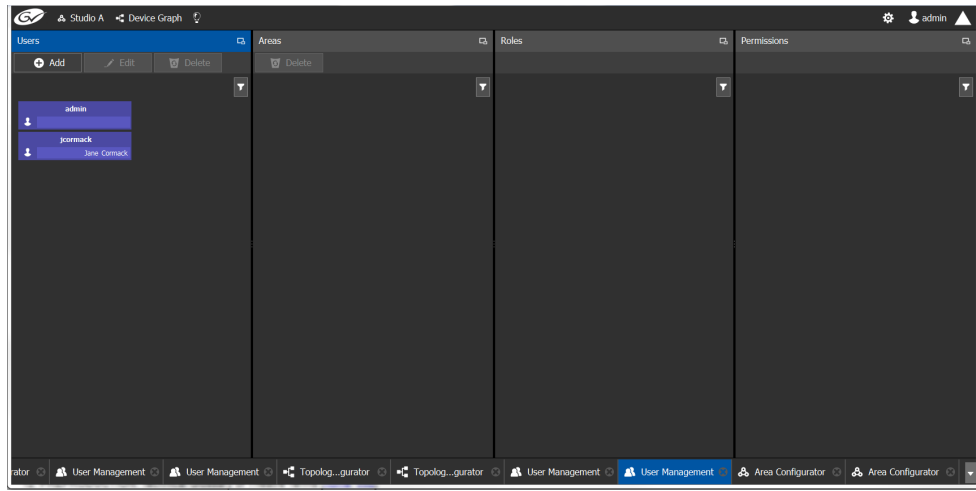 GV Studio A Device Graph admin
Users Areas Roles Permissions
Add Edit Delete Delete
admin
jcormack
Jane Cormack
rator User Management User Management Topolog...gurator Topolog...gurator User Management User Management Area Configurator Area Configurator